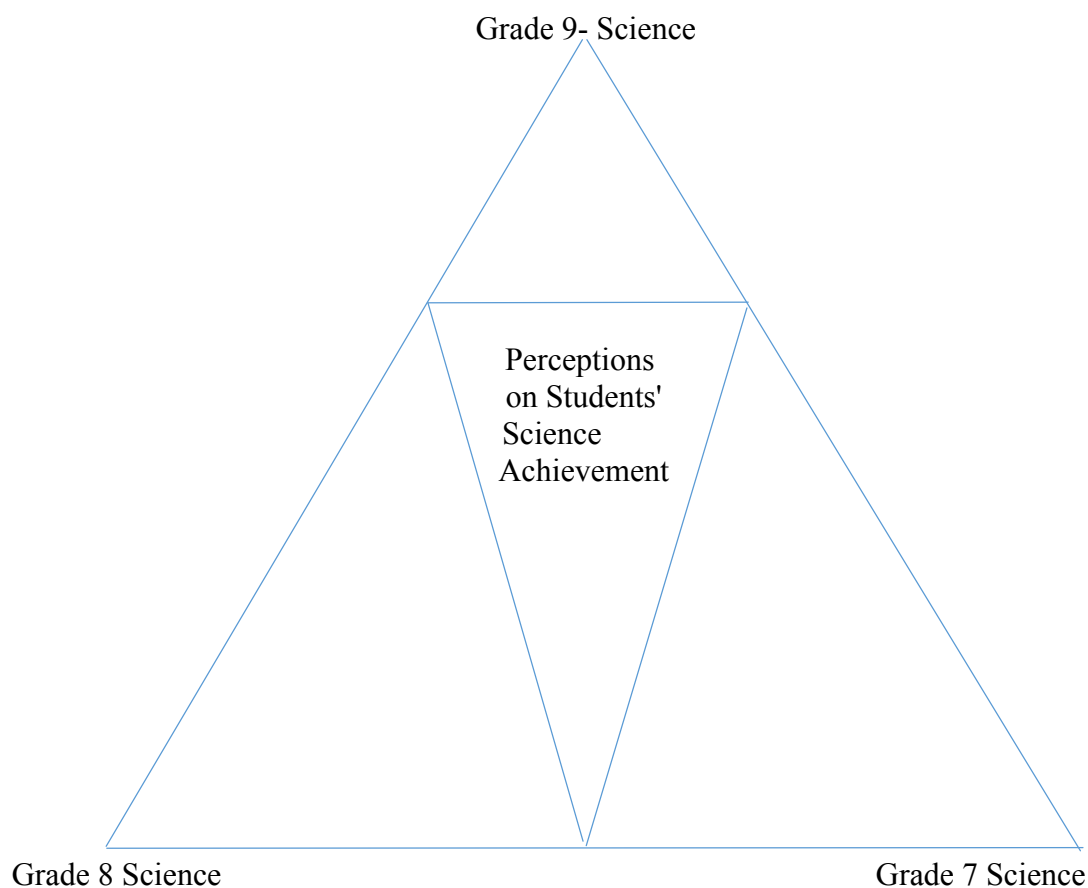 Grade 9- Science
Perceptions
on Students'
Science
Achievement
Grade 8 Science
Grade 7 Science